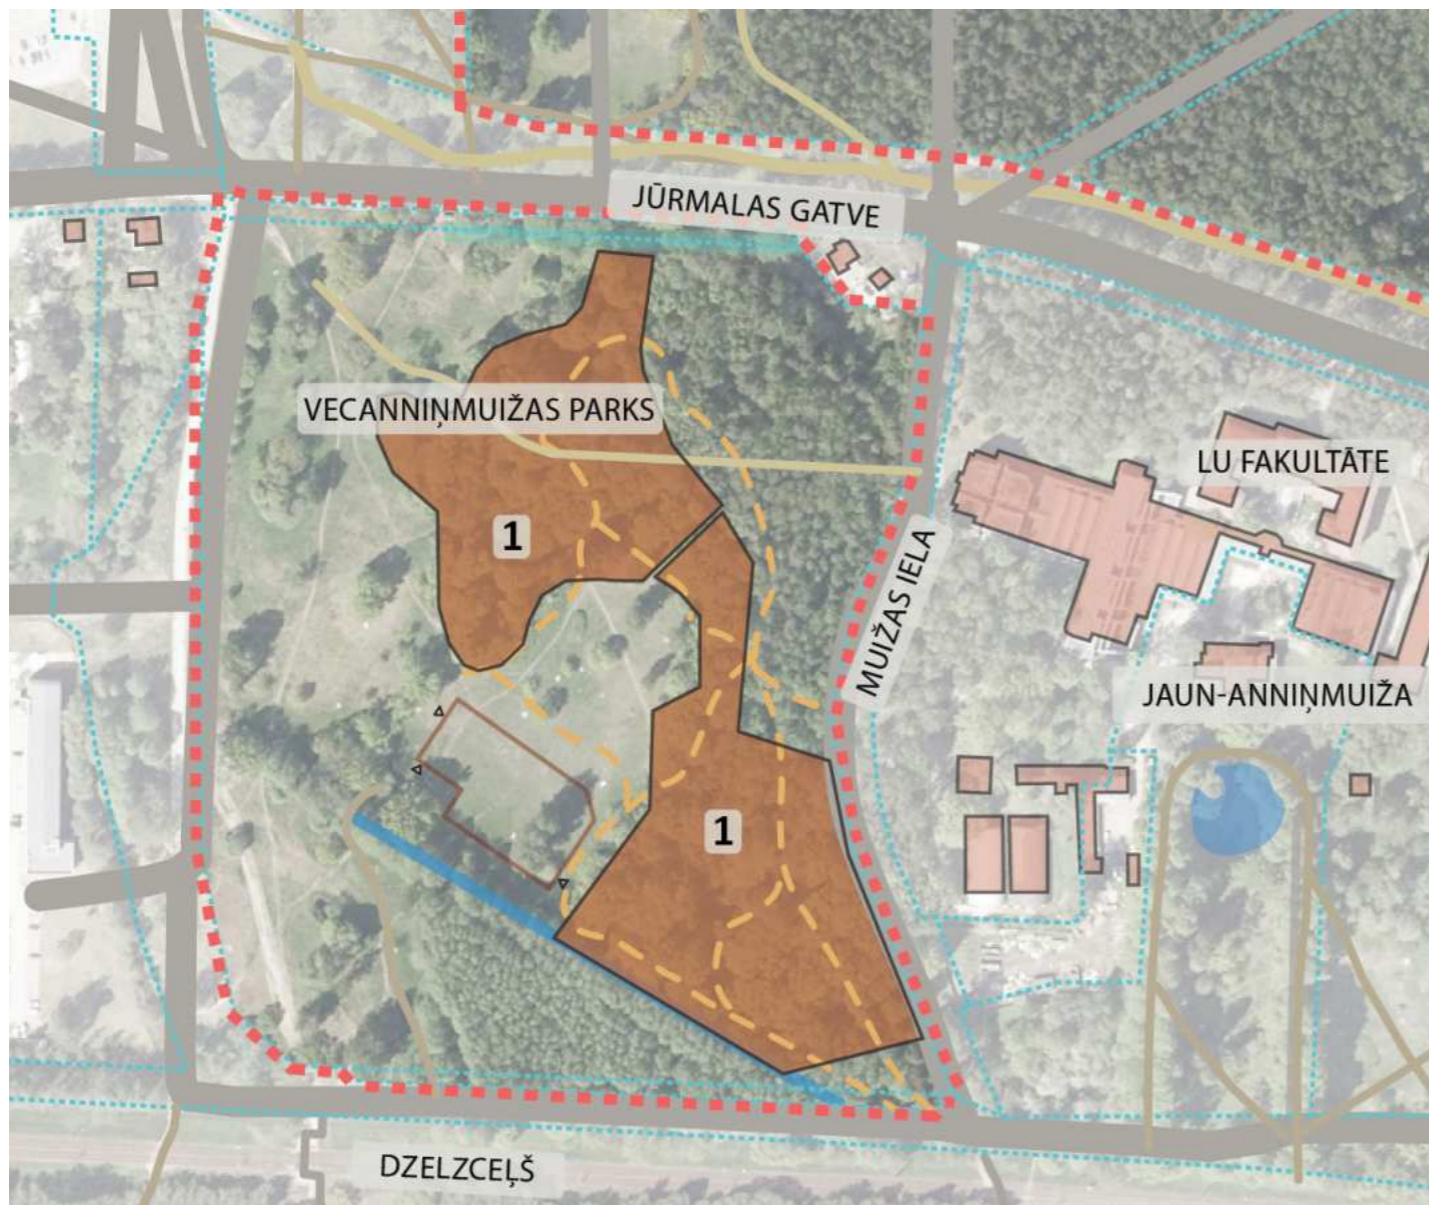 JŪRMALAS GATVE
VECANNIŅMUIŽAS PARKS
LU FAKULTĀTE
1
MUIŽAS IELA
JAUN-ANNIŅMUIŽA
1
DZELZCEĻŠ